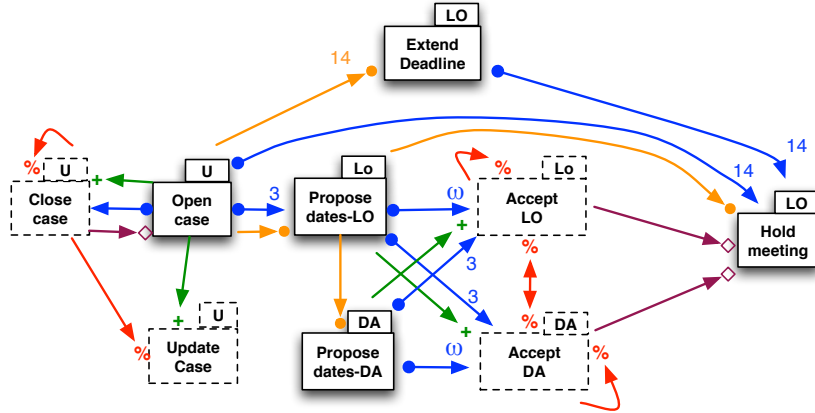 LO
Extend
Deadline
14
14
14
% U
+
U
Close
case
Open
case
3
Lo
Propose
dates-LO
ω
% Lo
Accept
LO
+
LO
Hold
meeting
3
%
3
+
%
+
U
%
Update
Case
DA
Propose
dates-DA
ω
DA
Accept
DA
%